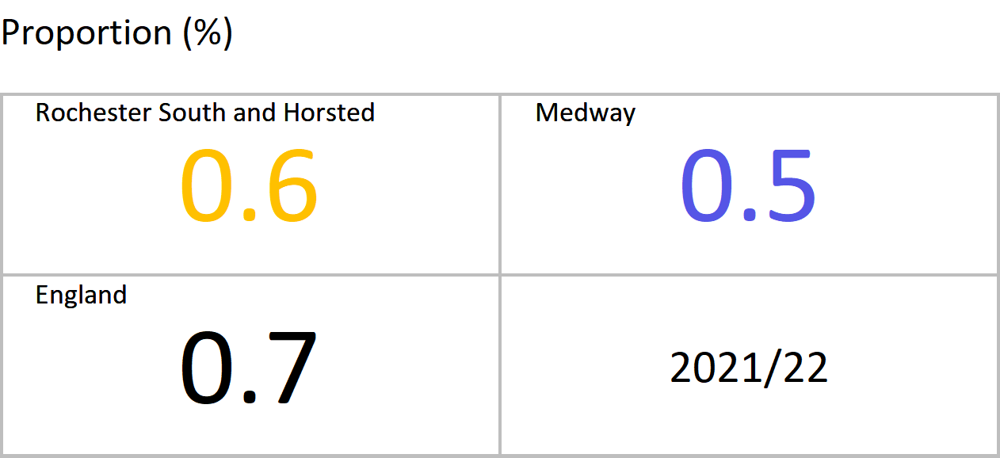 Proportion (%)
Rochester South and Horsted
0.6
Medway
0.5
England
0.7
2021/22